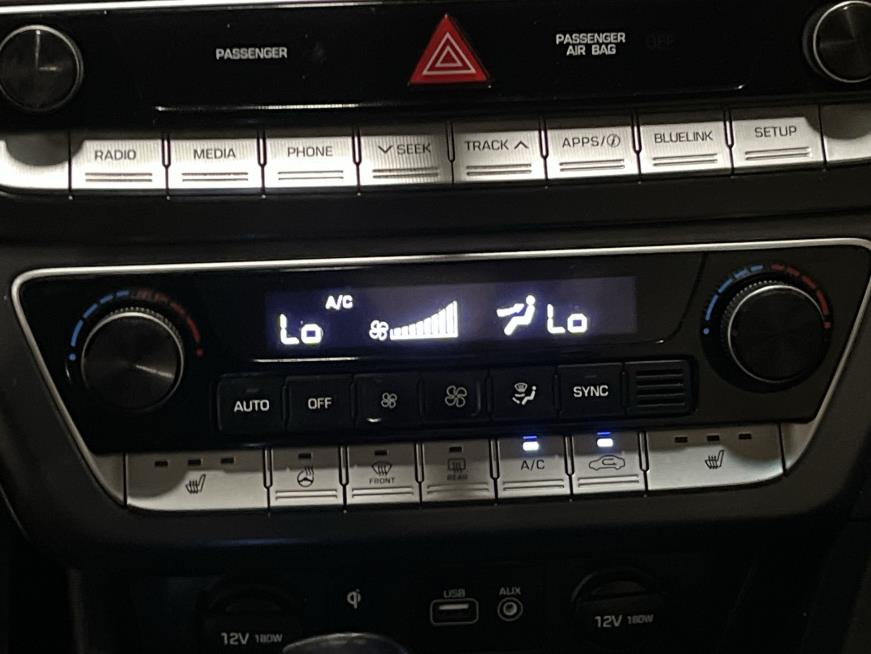 PASSENGER
PASSENGER
AIR BAG OFF
RADIO MEDIA PHONE SEEK TRACK APPS/i BLUELINK SETUP
A/C
Lo Lo
AUTO OFF SYNC
FRONT REAR A/C
USB AUX
12V 180W 12V 180W